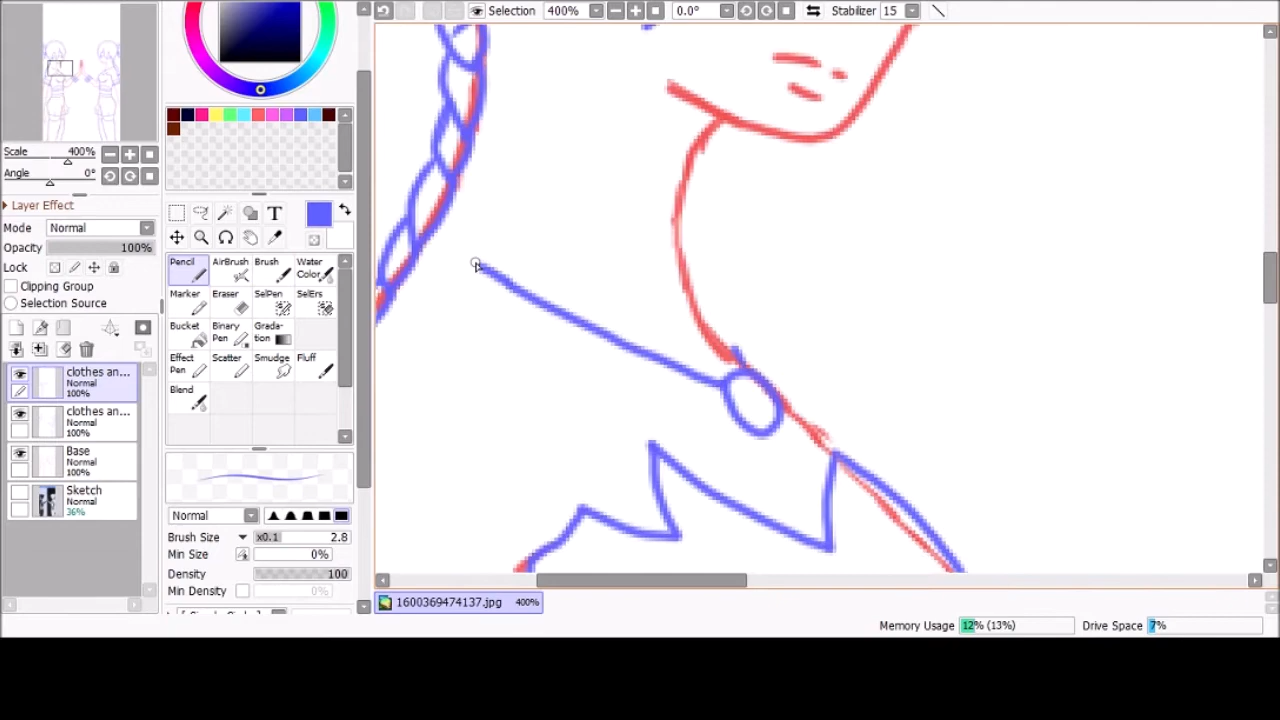 Selection 400% 0.0° Stabilizer 15
Scale 400%
Angle 0°
Layer Effect
Mode Normal
Opacity 100%
Lock
Clipping Group
Selection Source
clothes an...
Normal
100%
clothes an...
Normal
100%
Base
Normal
100%
Sketch
Normal
36%
T
Pencil AirBrush Brush Water Color
Marker Eraser SelPen SelErs
Bucket Binary Pen Grada-tion
Effect Pen Scatter Smudge Fluff
Blend
Normal
Brush Size x0.1 2.8
Min Size 0%
Density 100
Min Density 0%
1600369474137.jpg 400%
Memory Usage 12% (13%) Drive Space 7%